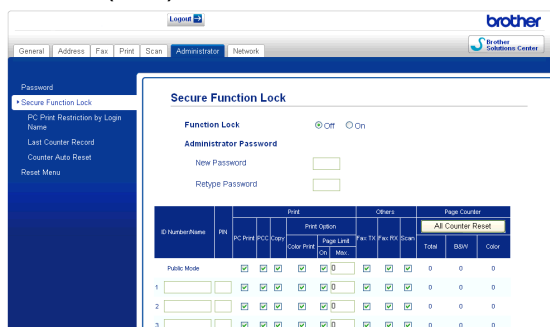 Logout
brother
General Address Fax Print Scan Administrator Network
Brother
Solutions Center
Password
Secure Function Lock
PC Print Restriction by Login
Name
Last Counter Record
Counter Auto Reset
Reset Menu
Secure Function Lock
Function Lock Off On
Administrator Password
New Password
Retype Password
Print Others Page Counter
ID Number/Name PIN PC Print PCC Copy Print Option Fax TX Fax RX Scan All Counter Reset
Color Print Page Limit Total B&W Color
On Max.
Public Mode 0 0 0 0
1 0 0 0 0
2 0 0 0 0
3